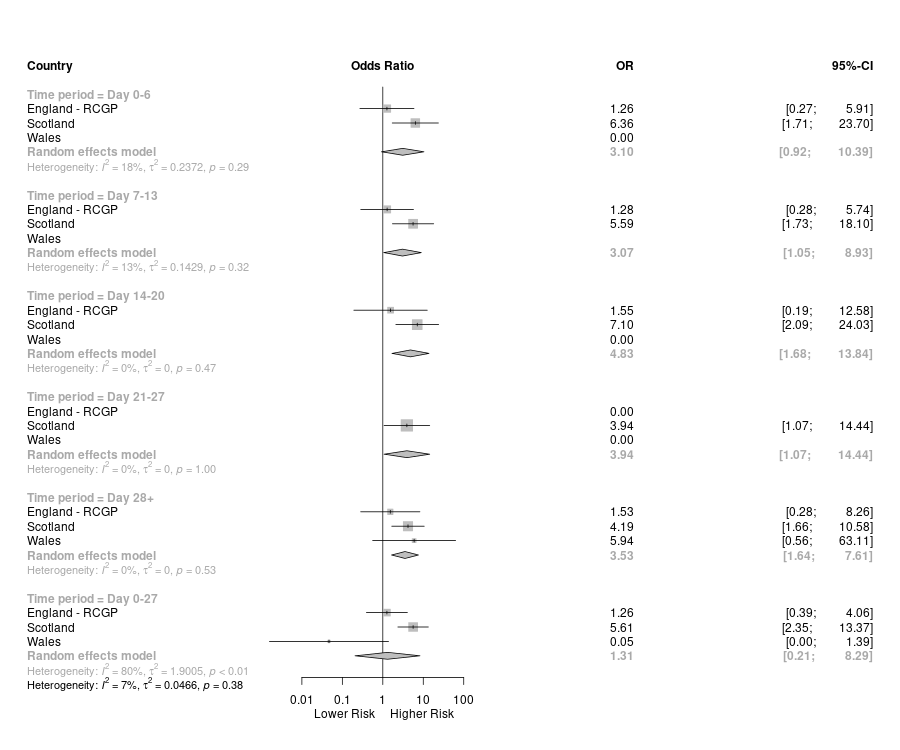 Country Odds Ratio OR 95%-CI
Time period = Day 0-6
England - RCGP 1.26 [0.27; 5.91]
Scotland 6.36 [1.71; 23.70]
Wales 0.00
Random effects model 3.10 [0.92; 10.39]
Heterogeneity: I² = 18%, τ² = 0.2372, p = 0.29
Time period = Day 7-13
England - RCGP 1.28 [0.28; 5.74]
Scotland 5.59 [1.73; 18.10]
Wales
Random effects model 3.07 [1.05; 8.93]
Heterogeneity: I² = 13%, τ² = 0.1429, p = 0.32
Time period = Day 14-20
England - RCGP 1.55 [0.19; 12.58]
Scotland 7.10 [2.09; 24.03]
Wales 0.00
Random effects model 4.83 [1.68; 13.84]
Heterogeneity: I² = 0%, τ² = 0, p = 0.47
Time period = Day 21-27
England - RCGP 0.00
Scotland 3.94 [1.07; 14.44]
Wales 0.00
Random effects model 3.94 [1.07; 14.44]
Heterogeneity: I² = 0%, τ² = 0, p = 1.00
Time period = Day 28+
England - RCGP 1.53 [0.28; 8.26]
Scotland 4.19 [1.66; 10.58]
Wales 5.94 [0.56; 63.11]
Random effects model 3.53 [1.64; 7.61]
Heterogeneity: I² = 0%, τ² = 0, p = 0.53
Time period = Day 0-27
England - RCGP 1.26 [0.39; 4.06]
Scotland 5.61 [2.35; 13.37]
Wales 0.05 [0.00; 1.39]
Random effects model 1.31 [0.21; 8.29]
Heterogeneity: I² = 80%, τ² = 1.9005, p < 0.01
Heterogeneity: I² = 7%, τ² = 0.0466, p = 0.38
0.01 0.1 1 10 100
Lower Risk Higher Risk